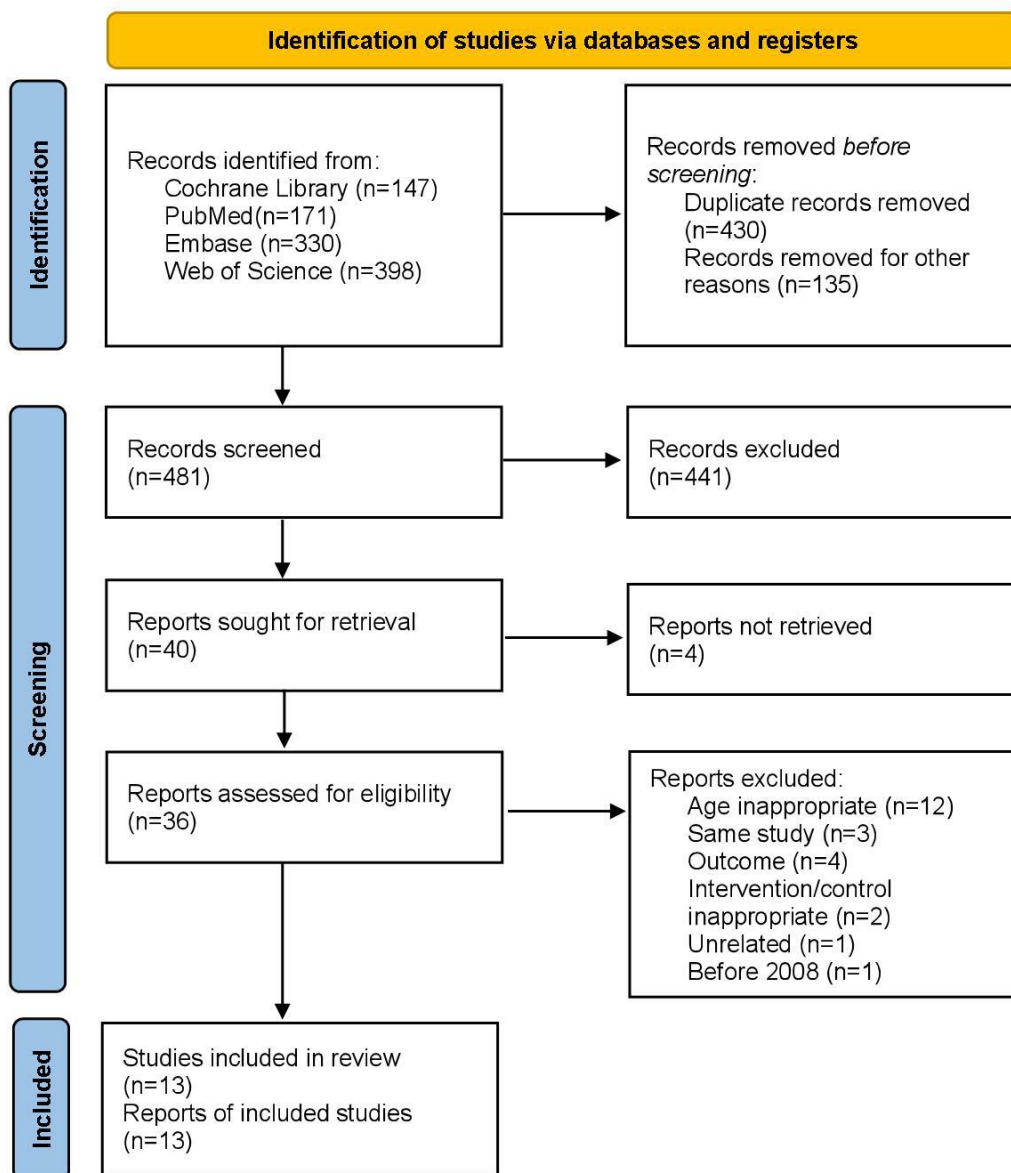 Identification of studies via databases and registers
Identification
Records identified from:
Cochrane Library (n=147)
PubMed(n=171)
Embase (n=330)
Web of Science (n=398)
Records removed before
screening:
Duplicate records removed
(n=430)
Records removed for other
reasons (n=135)
Screening
Records screened
(n=481)
Records excluded
(n=441)
Reports sought for retrieval
(n=40)
Reports not retrieved
(n=4)
Reports assessed for eligibility
(n=36)
Reports excluded:
Age inappropriate (n=12)
Same study (n=3)
Outcome (n=4)
Intervention/control
inappropriate (n=2)
Unrelated (n=1)
Before 2008 (n=1)
Included
Studies included in review
(n=13)
Reports of included studies
(n=13)